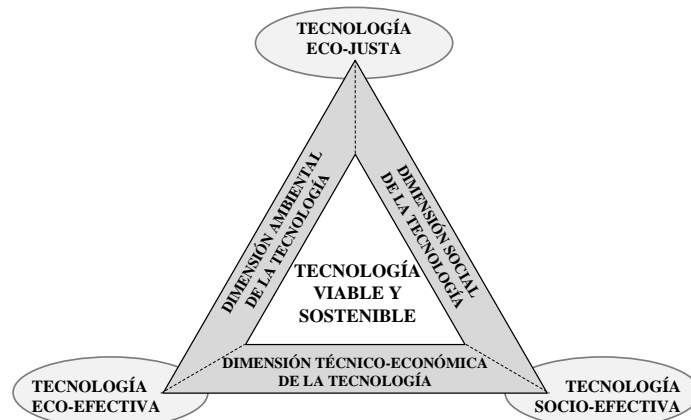 TECNOLOGÍA
ECO-JUSTA
DIMENSIÓN AMBIENTAL
DE LA TECNOLOGÍA
DIMENSIÓN SOCIAL
DE LA TECNOLOGÍA
TECNOLOGÍA
VIABLE Y
SOSTENIBLE
DIMENSIÓN TÉCNICO-ECONÓMICA
DE LA TECNOLOGÍA
TECNOLOGÍA
ECO-EFECTIVA
TECNOLOGÍA
SOCIO-EFECTIVA